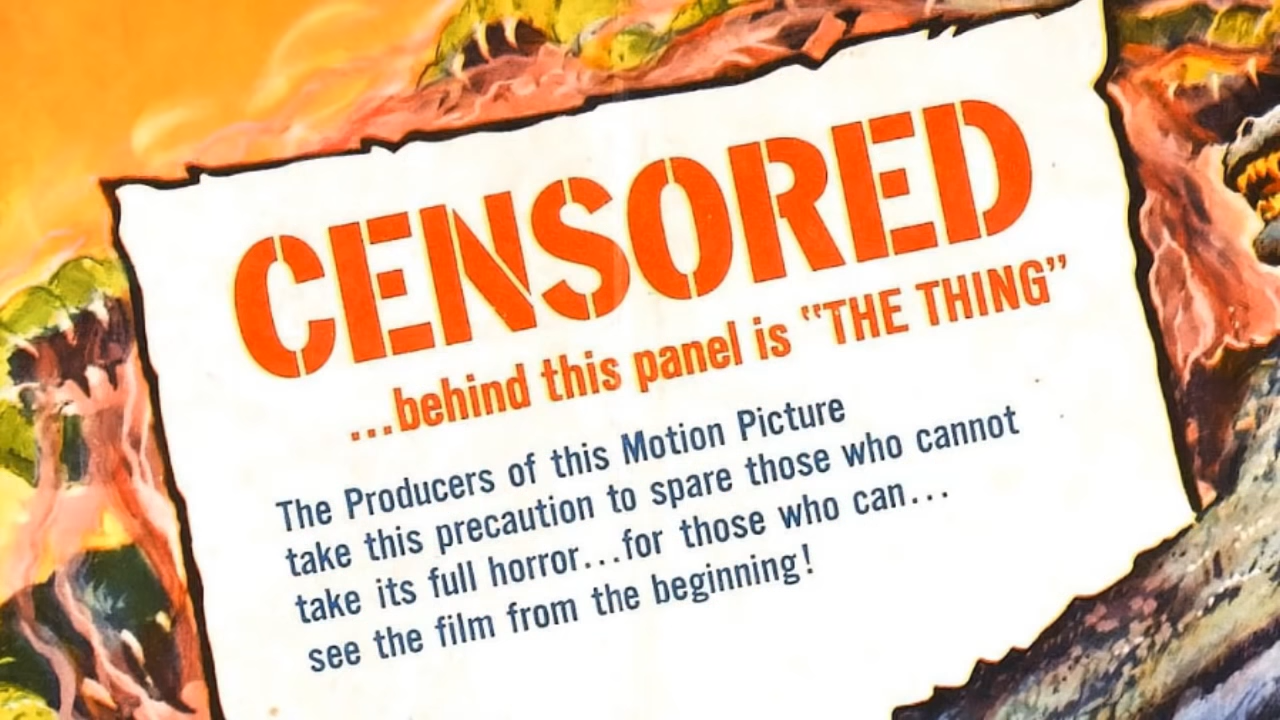 CENSORED
...behind this panel is "THE THING"
The Producers of this Motion Picture
take this precaution to spare those who cannot
take its full horror...for those who can...
see the film from the beginning!